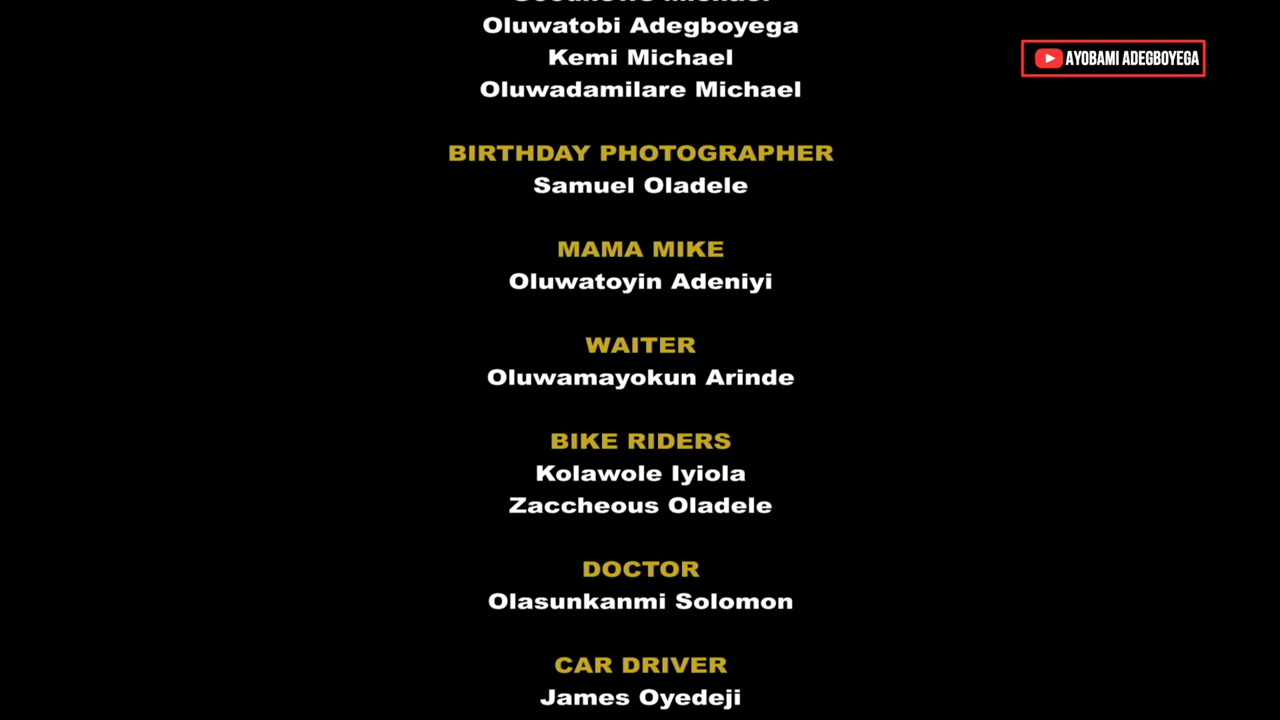 Michael
Oluwatobi Adegboyega
Kemi Michael
Oluwadamilare Michael
AYOBAMI ADEGBOYEGA
BIRTHDAY PHOTOGRAPHER
Samuel Oladele
MAMA MIKE
Oluwatoyin Adeniyi
WAITER
Oluwamayokun Arinde
BIKE RIDERS
Kolawole Iyiola
Zaccheous Oladele
DOCTOR
Olasunkanmi Solomon
CAR DRIVER
James Oyedeji